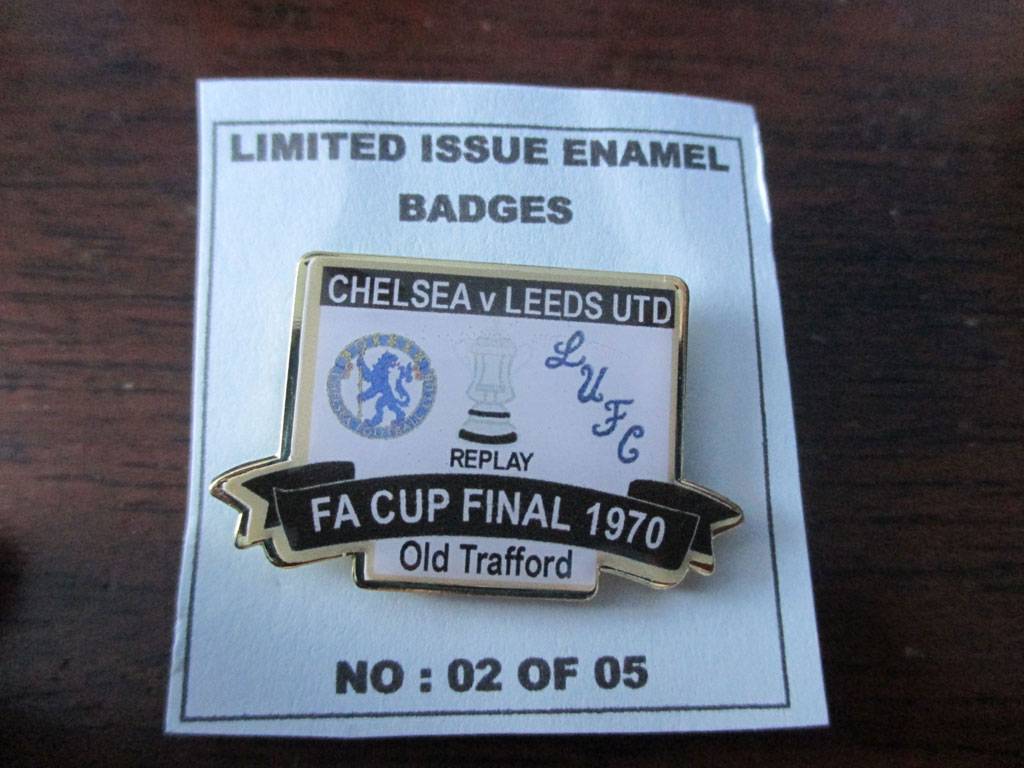 LIMITED ISSUE ENAMEL
BADGES
CHELSEA v LEEDS UTD
LUFC
REPLAY
FA CUP FINAL 1970
Old Trafford
NO : 02 OF 05